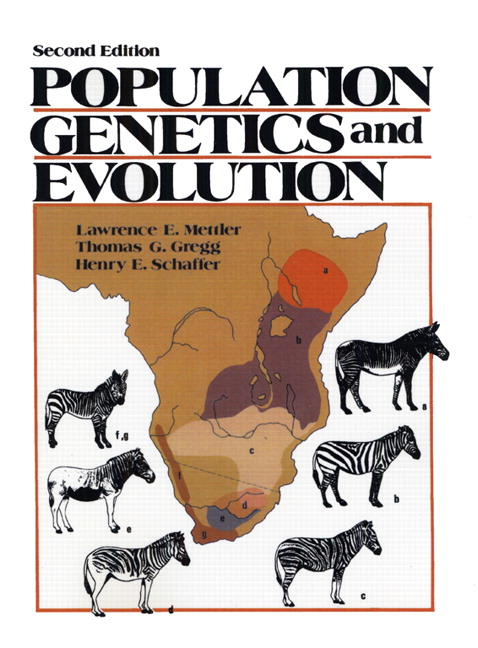 Second Edition
POPULATION
GENETICS and
EVOLUTION
Lawrence E. Mettler
Thomas G. Gregg
Henry E. Schaffer
a
b
a
f,g
c
f
b
d
e
e
g
c
d